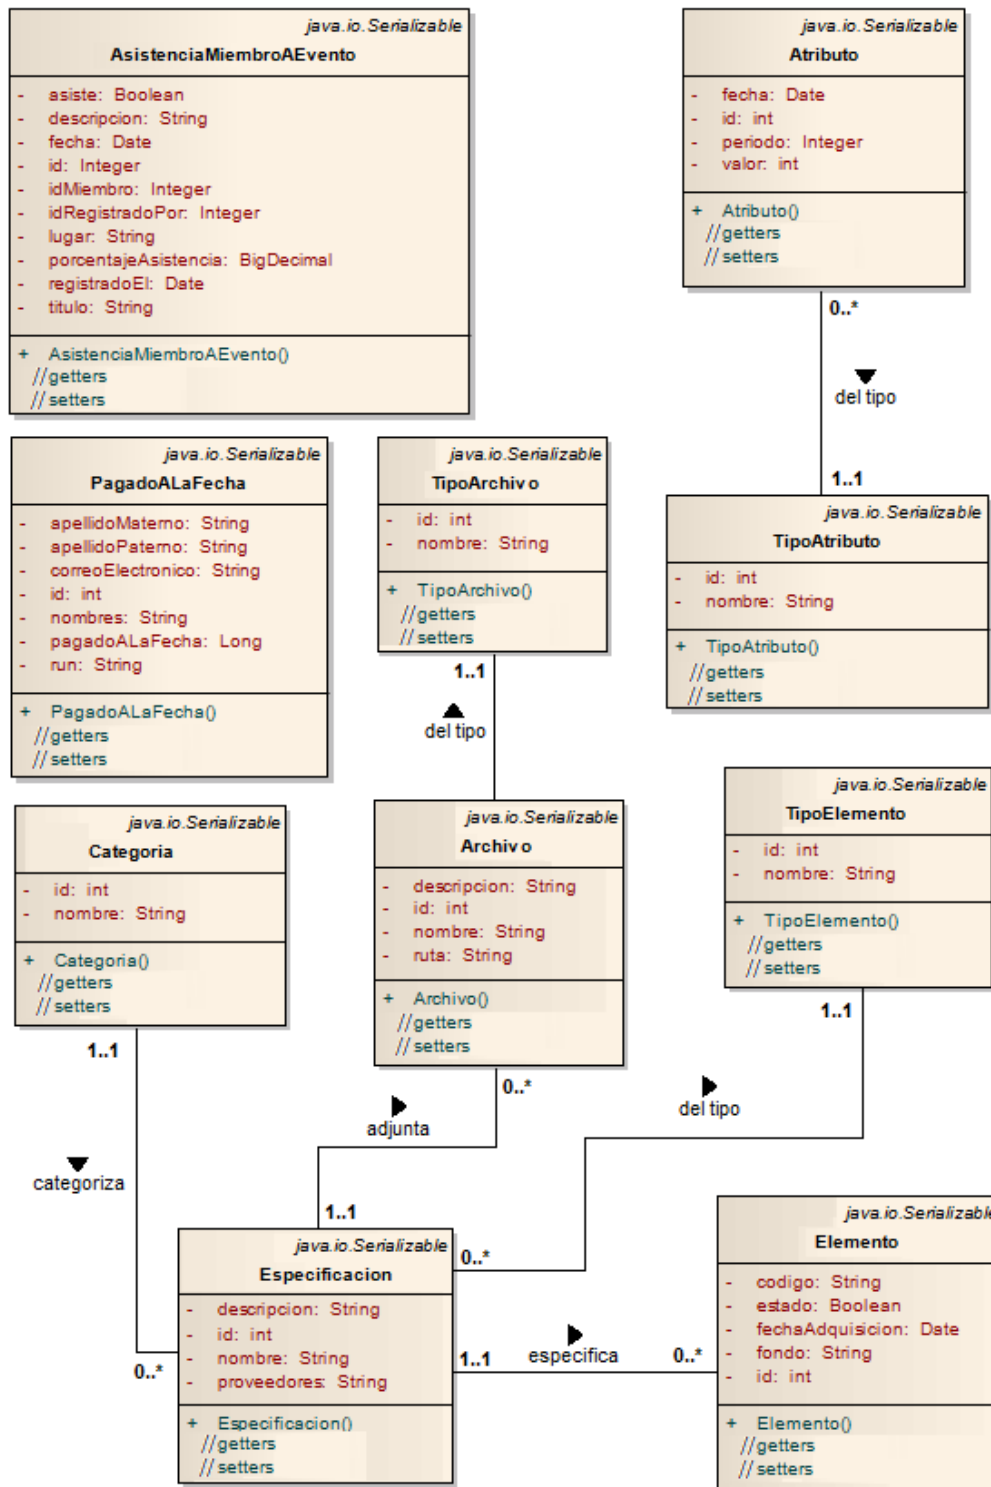 java.io.Serializable
AsistenciaMiembroAEvento
- asiste: Boolean
- descripcion: String
- fecha: Date
- id: Integer
- idMiembro: Integer
- idRegistradoPor: Integer
- lugar: String
- porcentajeAsistencia: BigDecimal
- registradoEl: Date
- titulo: String
+ AsistenciaMiembroAEvento()
//getters
//setters
java.io.Serializable
Atributo
- fecha: Date
- id: int
- periodo: Integer
- valor: int
+ Atributo()
//getters
//setters
0..*
del tipo
1..1
java.io.Serializable
PagadoALaFecha
- apellidoMaterno: String
- apellidoPaterno: String
- correoElectronico: String
- id: int
- nombres: String
- pagadoALaFecha: Long
- run: String
+ PagadoALaFecha()
//getters
//setters
java.io.Serializable
TipoArchivo
- id: int
- nombre: String
+ TipoArchivo()
//getters
//setters
1..1
del tipo
java.io.Serializable
TipoAtributo
- id: int
- nombre: String
+ TipoAtributo()
//getters
//setters
java.io.Serializable
Categoria
- id: int
- nombre: String
+ Categoria()
//getters
//setters
1..1
categoriza
0..*
java.io.Serializable
Archivo
- descripcion: String
- id: int
- nombre: String
- ruta: String
+ Archivo()
//getters
//setters
0..*
adjunta
1..1
java.io.Serializable
TipoElemento
- id: int
- nombre: String
+ TipoElemento()
//getters
//setters
1..1
del tipo
0..*
java.io.Serializable
Especificacion
- descripcion: String
- id: int
- nombre: String
- proveedores: String
+ Especificacion()
//getters
//setters
1..1
especifica
0..*
java.io.Serializable
Elemento
- codigo: String
- estado: Boolean
- fechaAdquisicion: Date
- fondo: String
- id: int
+ Elemento()
//getters
//setters